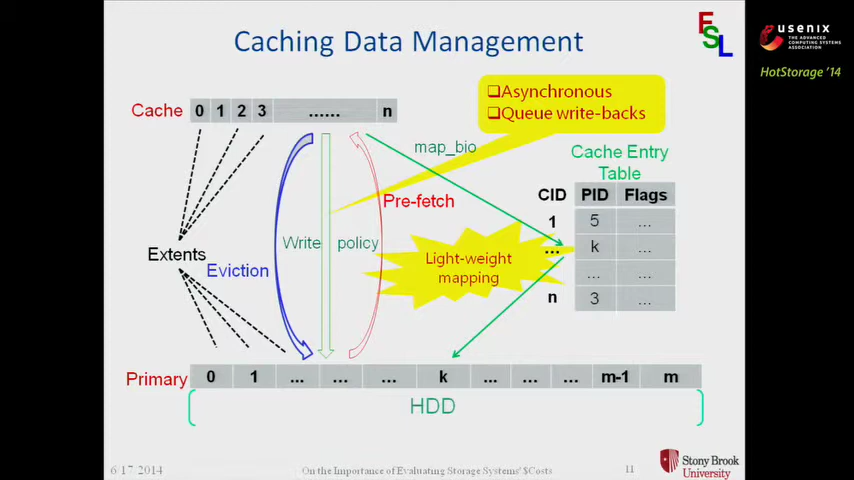 Caching Data Management
FSL
usenix
THE ADVANCED
COMPUTING SYSTEMS
ASSOCIATION
HotStorage '14
Asynchronous
Queue write-backs
Cache 0 1 2 3 ...... n
map_bio
Cache Entry
Table
CID PID Flags
1 5 ...
... k ...
... ...
n 3 ...
Pre-fetch
Write policy
Extents
Eviction
Light-weight
mapping
Primary 0 1 ... ... ... k ... ... ... m-1 m
HDD
6/17/2014
On the Importance of Evaluating Storage Systems' $Costs
11
Stony Brook
University